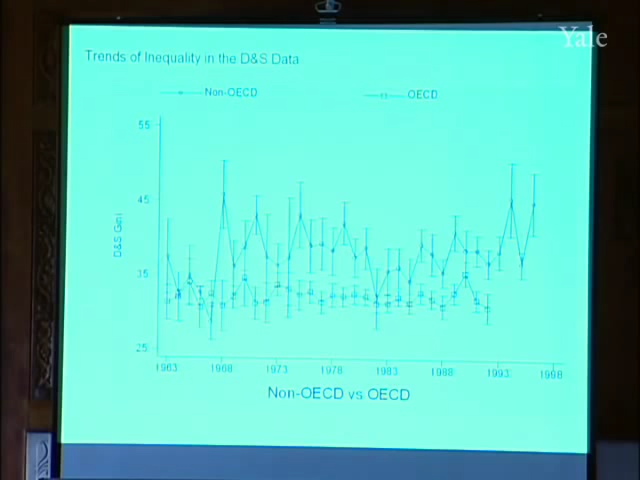 Yale
Trends of Inequality in the D&S Data
Non-OECD OECD
55
45
35
25
D&S Gini
1963 1968 1973 1978 1983 1988 1993 1998
Non-OECD vs OECD